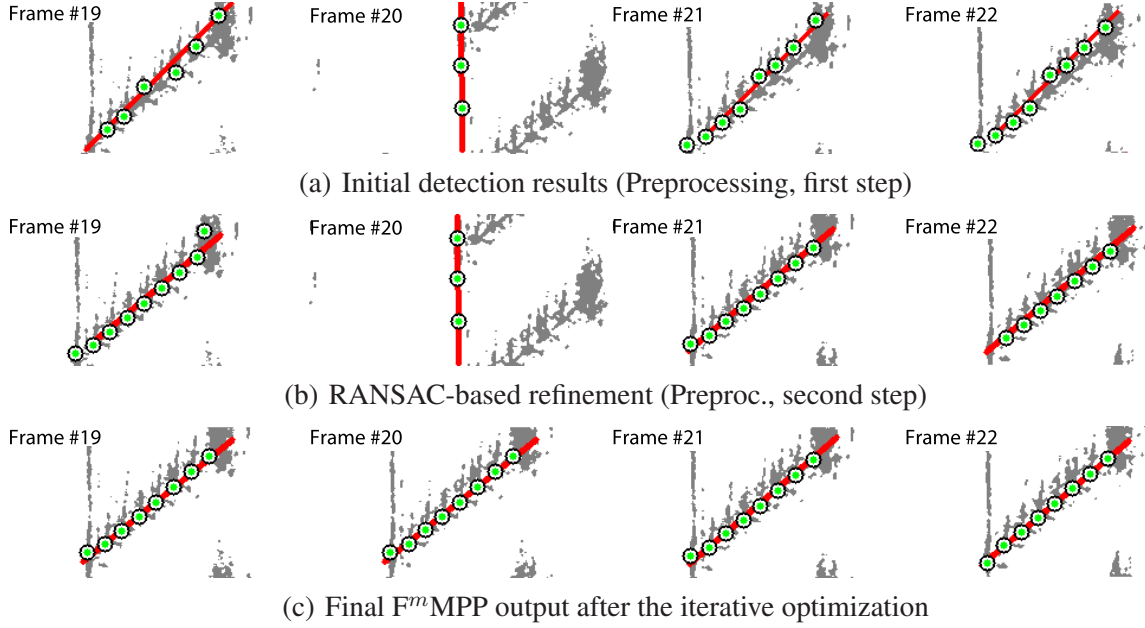 Frame #19 Frame #20 Frame #21 Frame #22
(a) Initial detection results (Preprocessing, first step)
Frame #19 Frame #20 Frame #21 Frame #22
(b) RANSAC-based refinement (Preproc., second step)
Frame #19 Frame #20 Frame #21 Frame #22
(c) Final FᵐMPP output after the iterative optimization